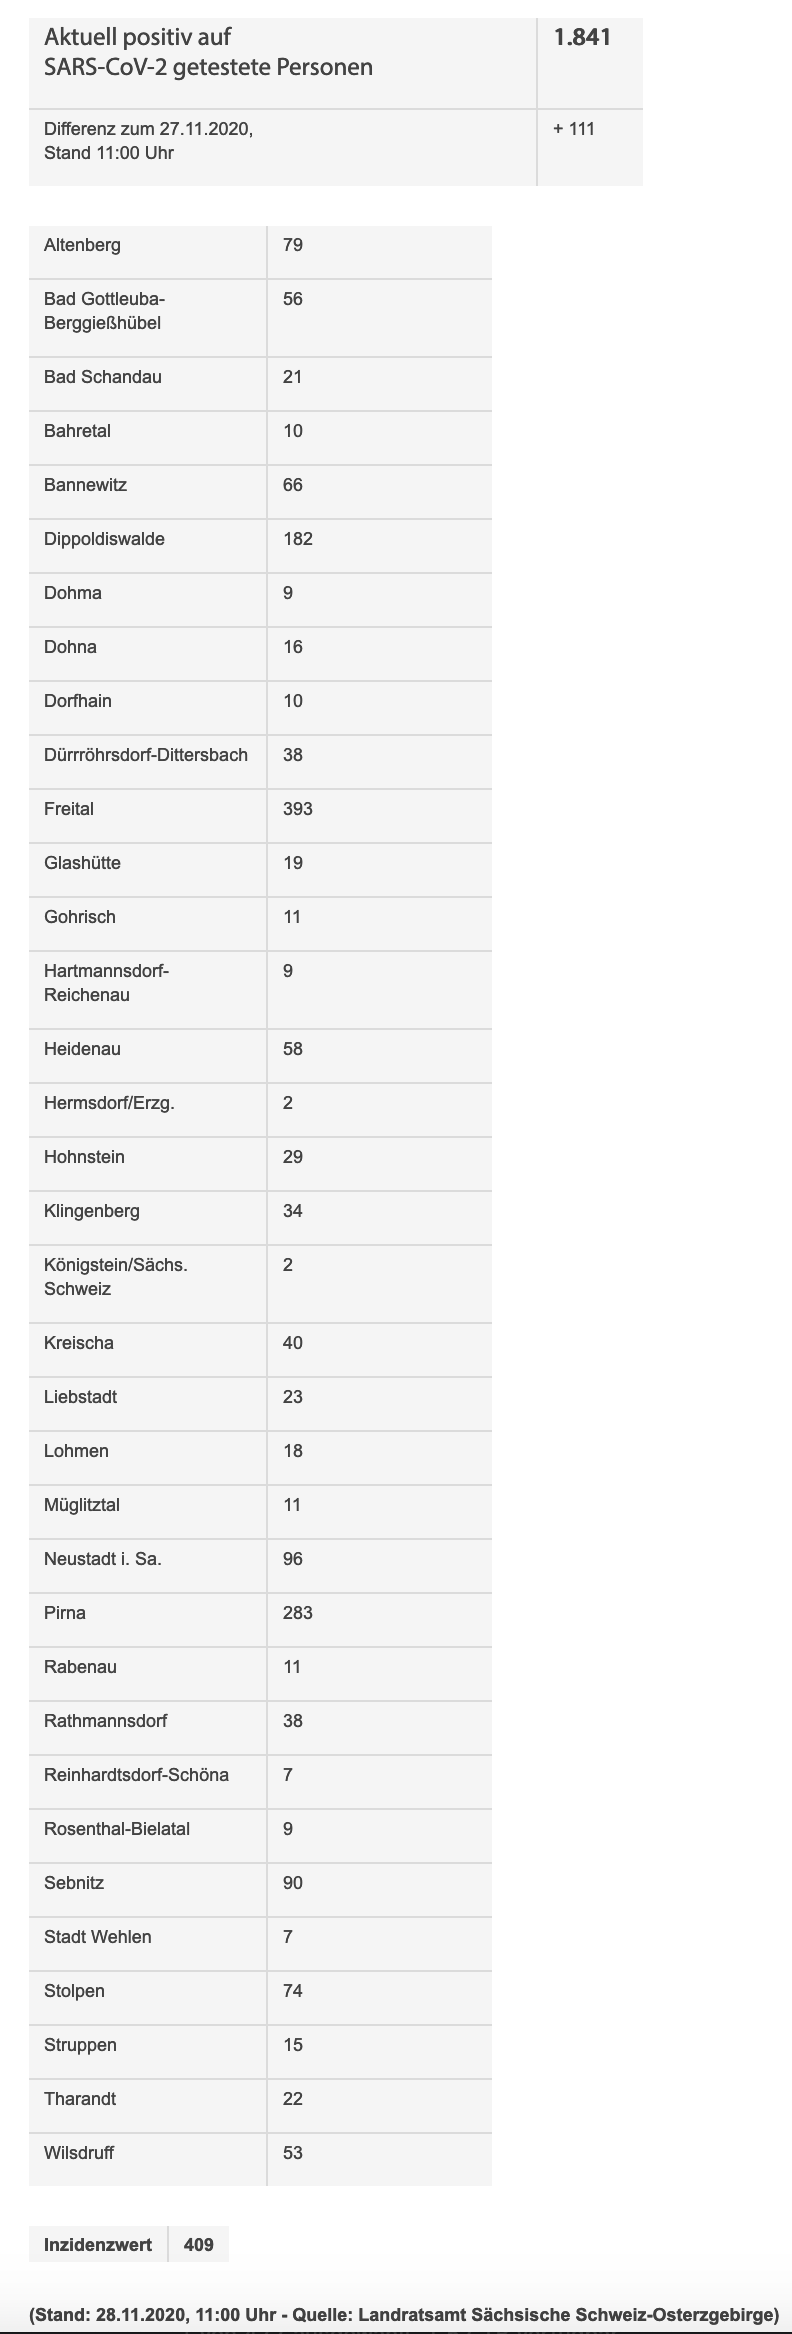 Aktuell positiv auf
SARS-CoV-2 getestete Personen
1.841
Differenz zum 27.11.2020,
Stand 11:00 Uhr
+ 111
Altenberg 79
Bad Gottleuba-
Berggießhübel
56
Bad Schandau 21
Bahretal 10
Bannewitz 66
Dippoldiswalde 182
Dohma 9
Dohna 16
Dorfhain 10
Dürrröhrsdorf-Dittersbach 38
Freital 393
Glashütte 19
Gohrisch 11
Hartmannsdorf-
Reichenau
9
Heidenau 58
Hermsdorf/Erzg. 2
Hohnstein 29
Klingenberg 34
Königstein/Sächs.
Schweiz
2
Kreischa 40
Liebstadt 23
Lohmen 18
Müglitztal 11
Neustadt i. Sa. 96
Pirna 283
Rabenau 11
Rathmannsdorf 38
Reinhardtsdorf-Schöna 7
Rosenthal-Bielatal 9
Sebnitz 90
Stadt Wehlen 7
Stolpen 74
Struppen 15
Tharandt 22
Wilsdruff 53
Inzidenzwert 409
(Stand: 28.11.2020, 11:00 Uhr - Quelle: Landratsamt Sächsische Schweiz-Osterzgebirge)